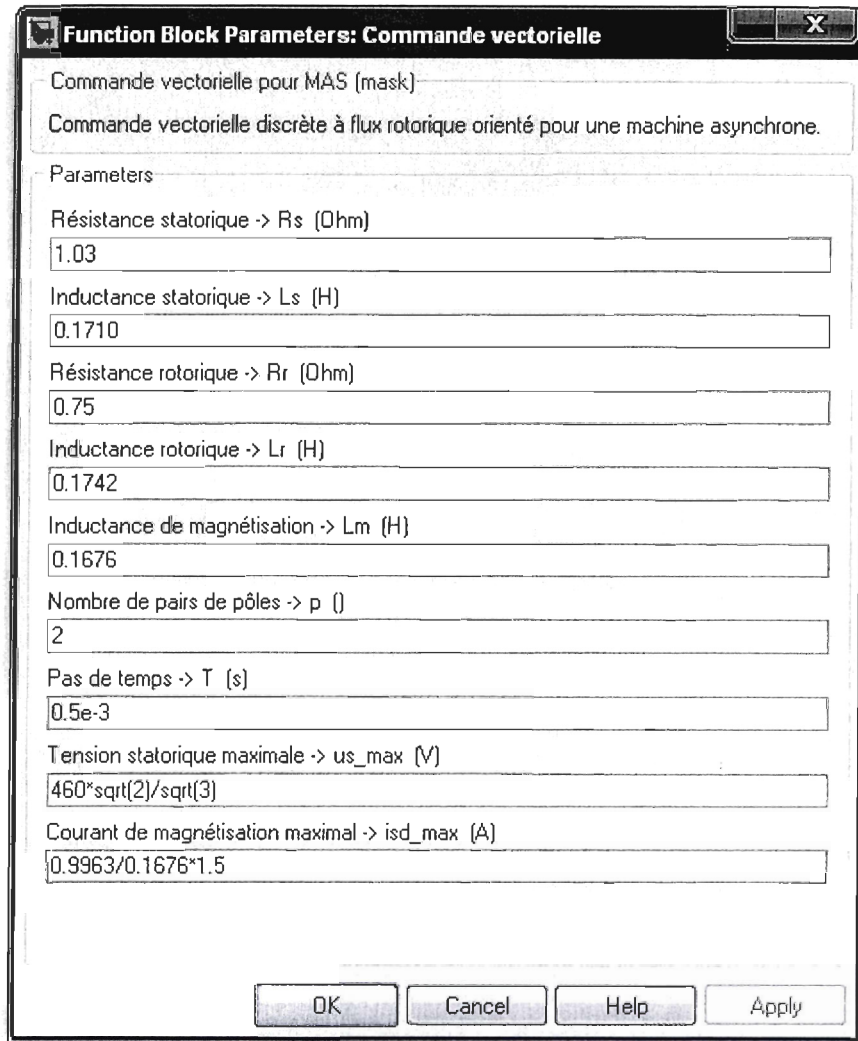 Function Block Parameters: Commande vectorielle
Commande vectorielle pour MAS (mask)
Commande vectorielle discrète à flux rotorique orienté pour une machine asynchrone.
Parameters
Résistance statorique -> Rs (Ohm)
1.03
Inductance statorique -> Ls (H)
0.1710
Résistance rotorique -> Rr (Ohm)
0.75
Inductance rotorique -> Lr (H)
0.1742
Inductance de magnétisation -> Lm (H)
0.1676
Nombre de pairs de pôles -> p ()
2
Pas de temps -> T (s)
0.5e-3
Tension statorique maximale -> us_max (V)
460*sqrt(2)/sqrt(3)
Courant de magnétisation maximal -> isd_max (A)
0.9963/0.1676*1.5
OK Cancel Help Apply